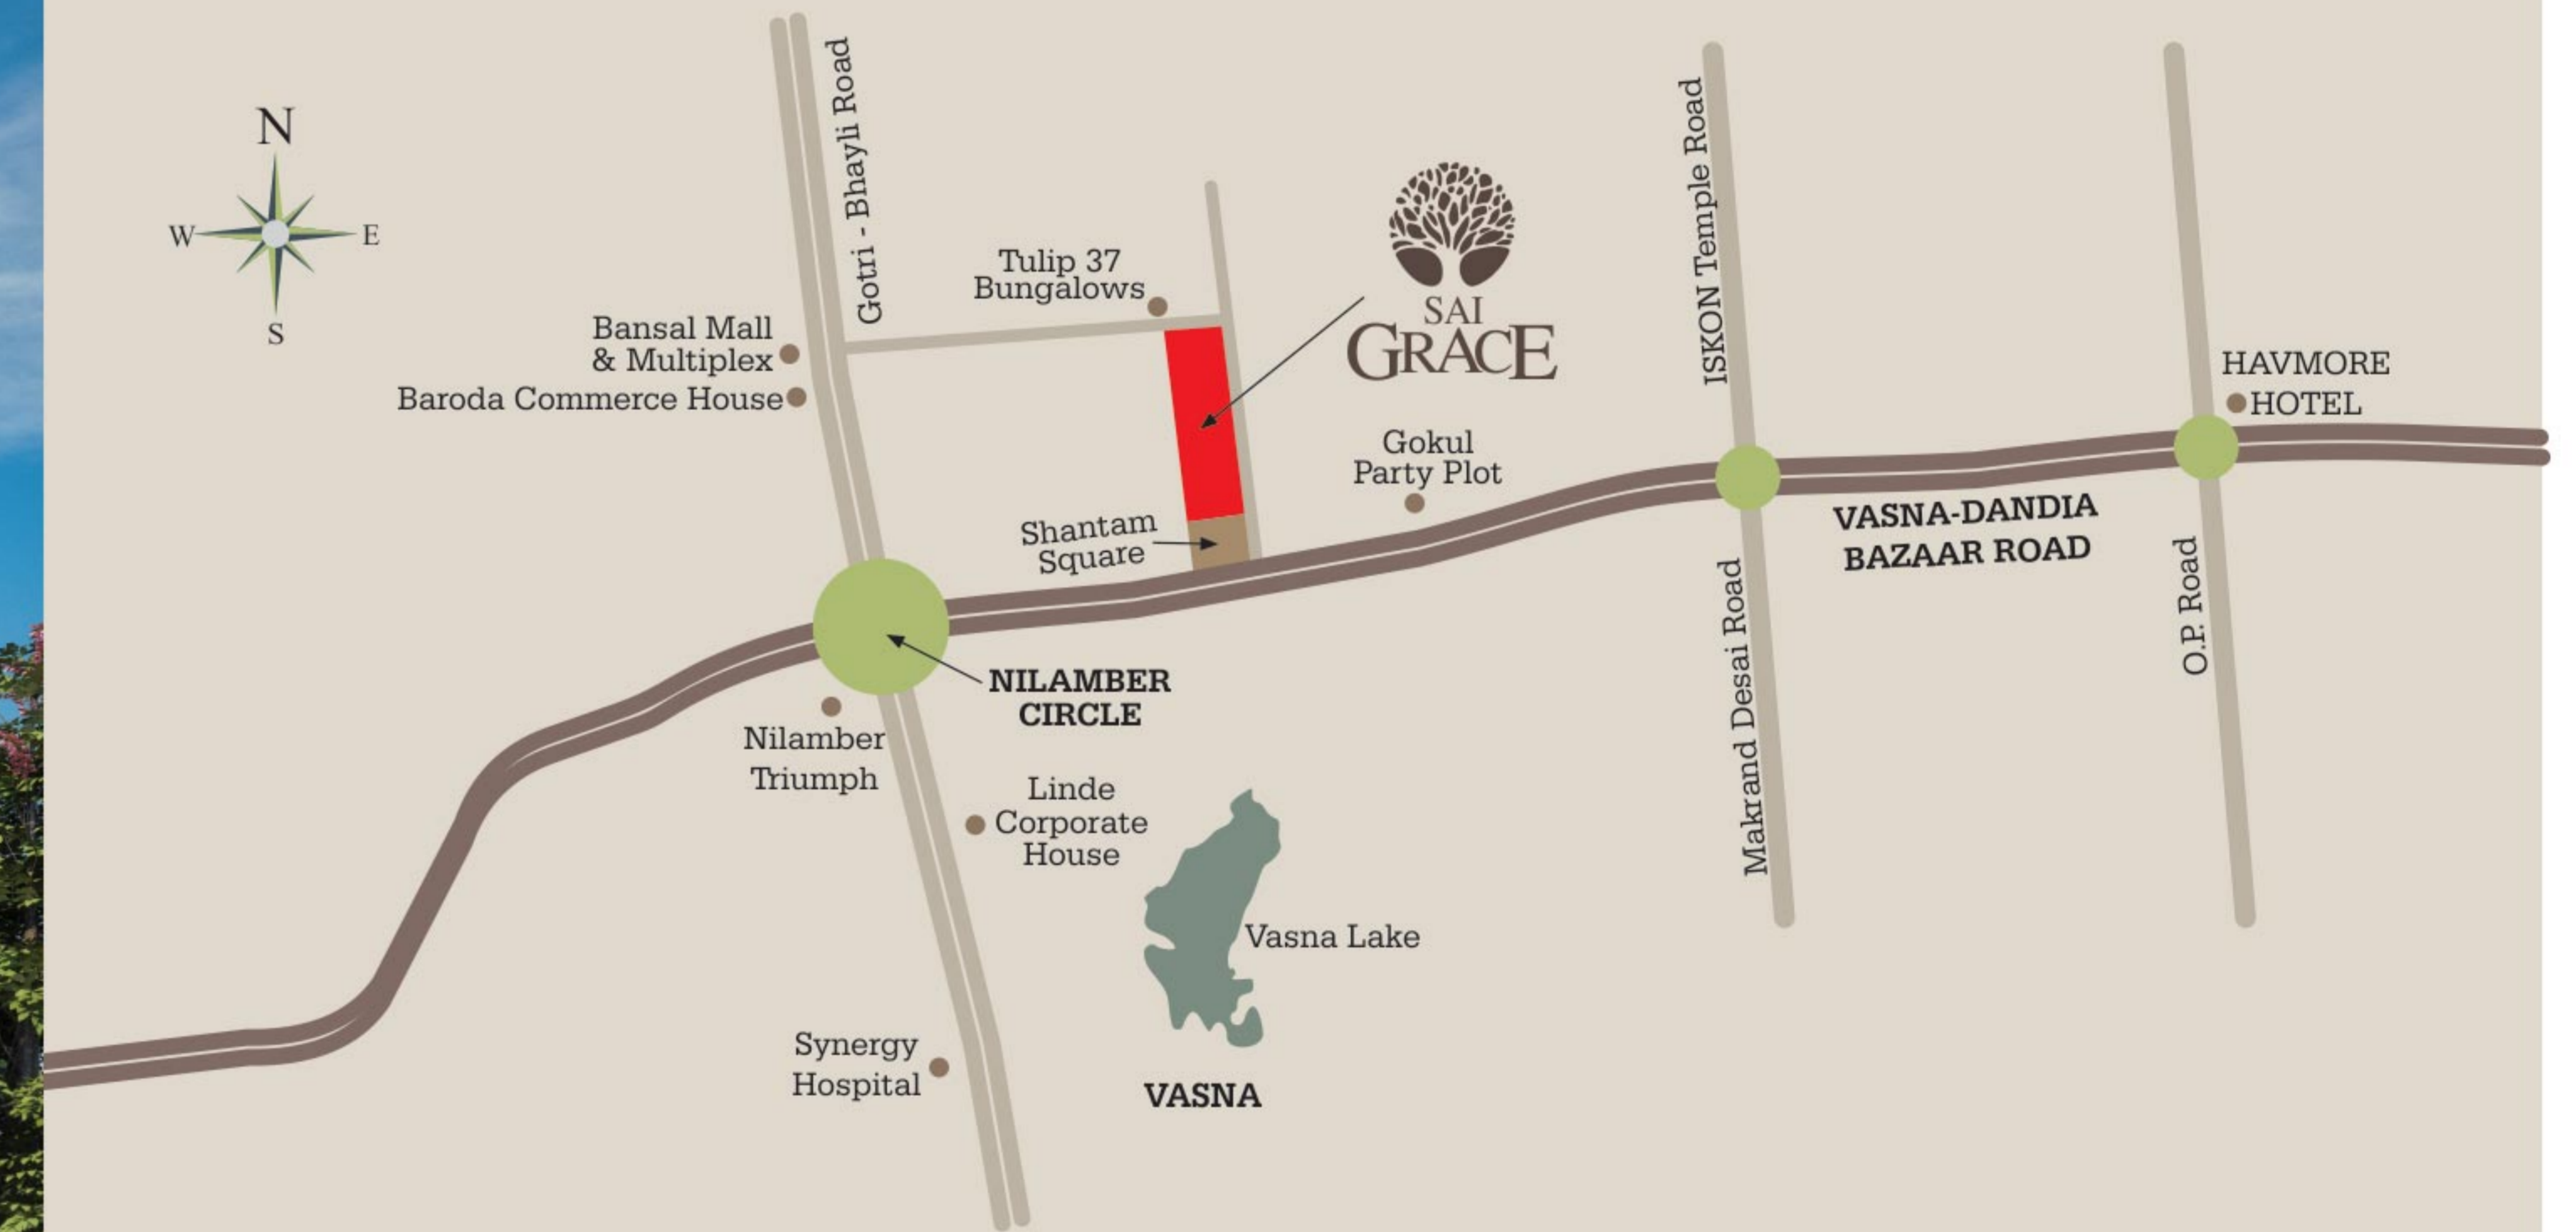 N
W
E
S
Gotri - Bhayli Road
Tulip 37
Bungalows
Bansal Mall
& Multiplex
Baroda Commerce House
SAI
GRACE
ISKON Temple Road
HAVMORE
HOTEL
Gokul
Party Plot
Shantam
Square
VASNA-DANDIA
BAZAAR ROAD
O.P. Road
Makrand Desai Road
NILAMBER
CIRCLE
Nilamber
Triumph
Linde
Corporate
House
Vasna Lake
Synergy
Hospital
VASNA